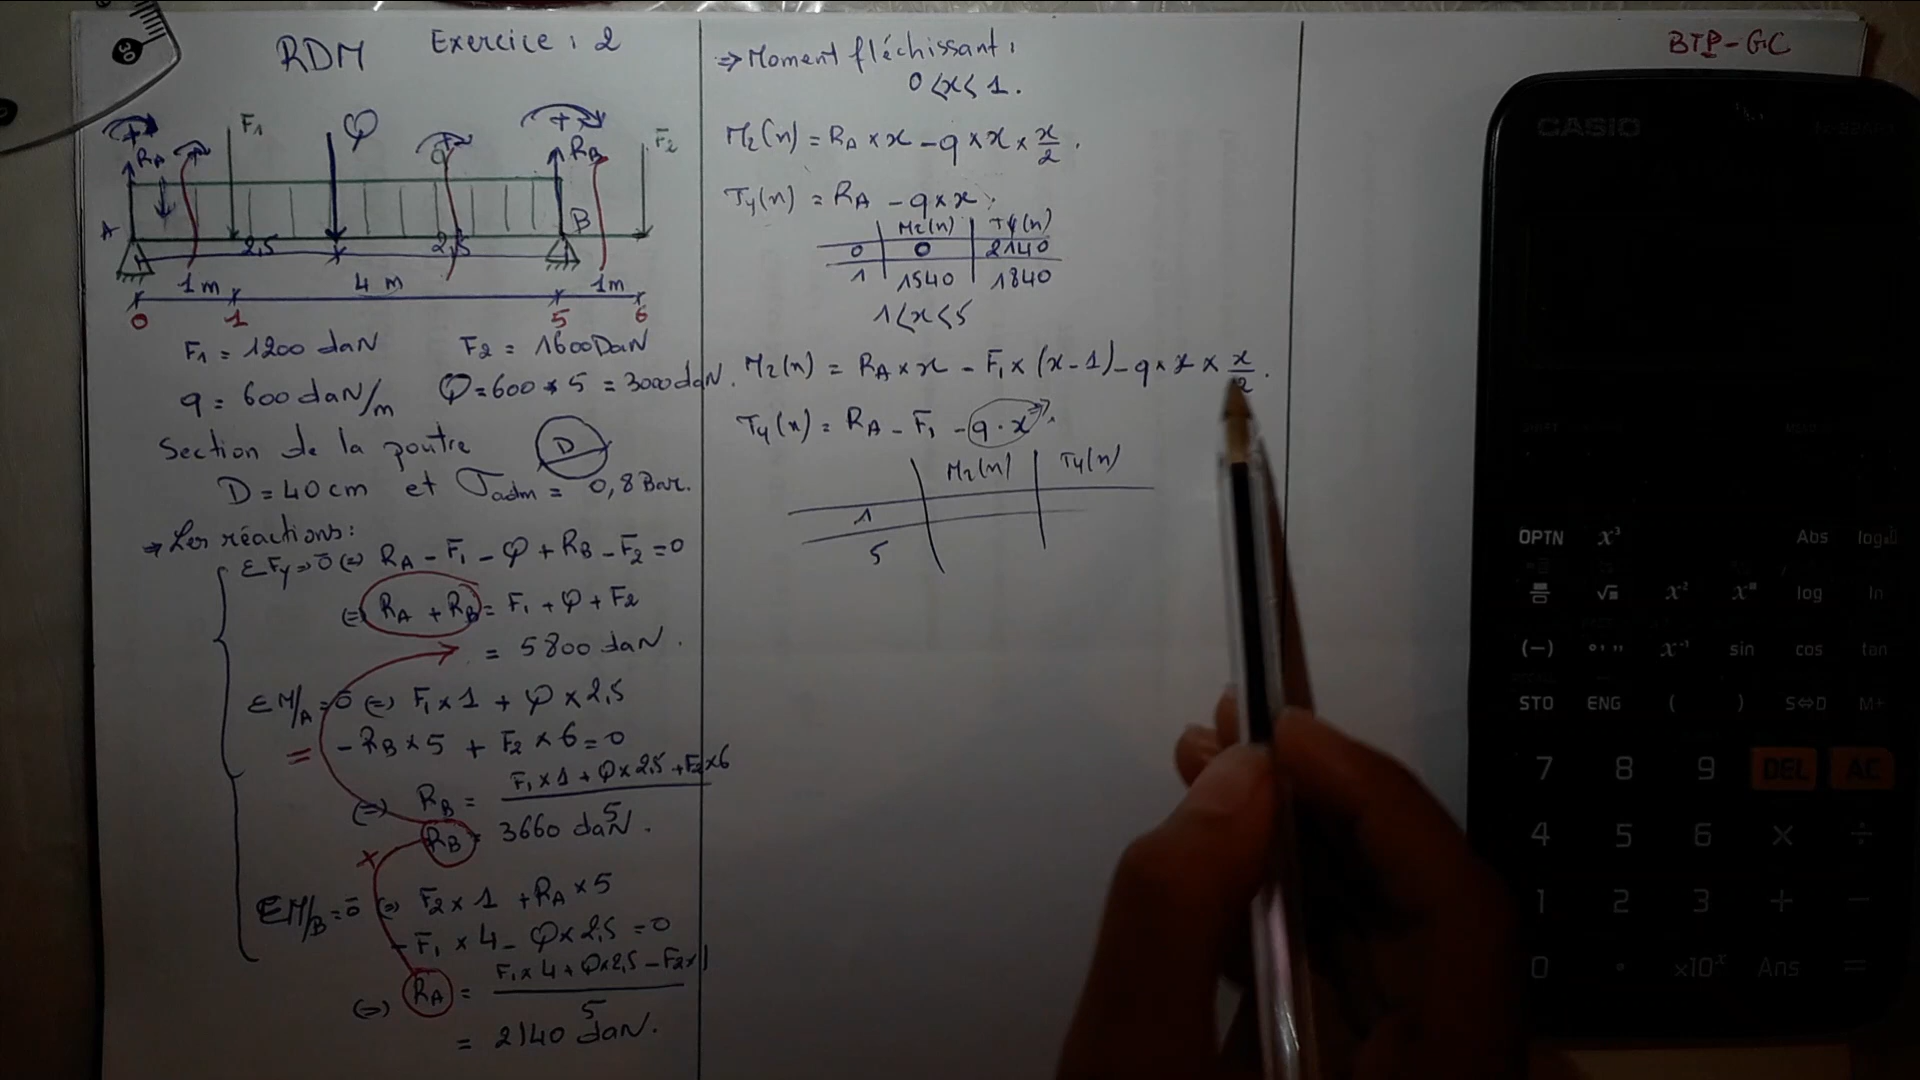 RDM Exercice : 2
F1 φ F2
+ + + +
RA RB
A B
2,5 2,5
1m 4 m 1m
0 1 5 6
F1 = 1200 daN F2 = 1600 DaN
q = 600 daN/m φ = 600 * 5 = 3000 daN.
Section de la poutre D
D = 40 cm et σadm = 0,8 Bar.
→ Les réactions :
ΣFy = 0 (=) RA - F1 - φ + RB - F2 = 0
(=) RA + RB = F1 + φ + F2
= 5800 daN.
ΣM/A = 0 (=) F1 × 1 + φ × 2,5
- RB × 5 + F2 × 6 = 0
(=) RB = (F1 × 1 + φ × 2,5 + F2 × 6) / 5
RB = 3660 daN.
ΣM/B = 0 (=) F2 × 1 + RA × 5
- F1 × 4 - φ × 2,5 = 0
(=) RA = (F1 × 4 + φ × 2,5 - F2 × 1) / 5
= 2140 daN.
⇒ Moment fléchissant :
0 < x < 1.
Mz(x) = RA × x - q × x × x/2.
Ty(x) = RA - q × x.
Mz(x) Ty(x)
0 0 2140
1 1540 1840
1 < x < 5
Mz(x) = RA × x - F1 × (x - 1) - q × x × x/2.
Ty(x) = RA - F1 - q · x.
Mz(x) Ty(x)
1
5
BTP-GC
30
CASIO
OPTN x³ Abs log
√ x² log ln
(-) °’” x⁻¹ sin cos tan
STO ENG ( ) S⇔D M+
7 8 9 DEL AC
4 5 6 × ÷
1 2 3 + −
0 . ×10ˣ Ans =